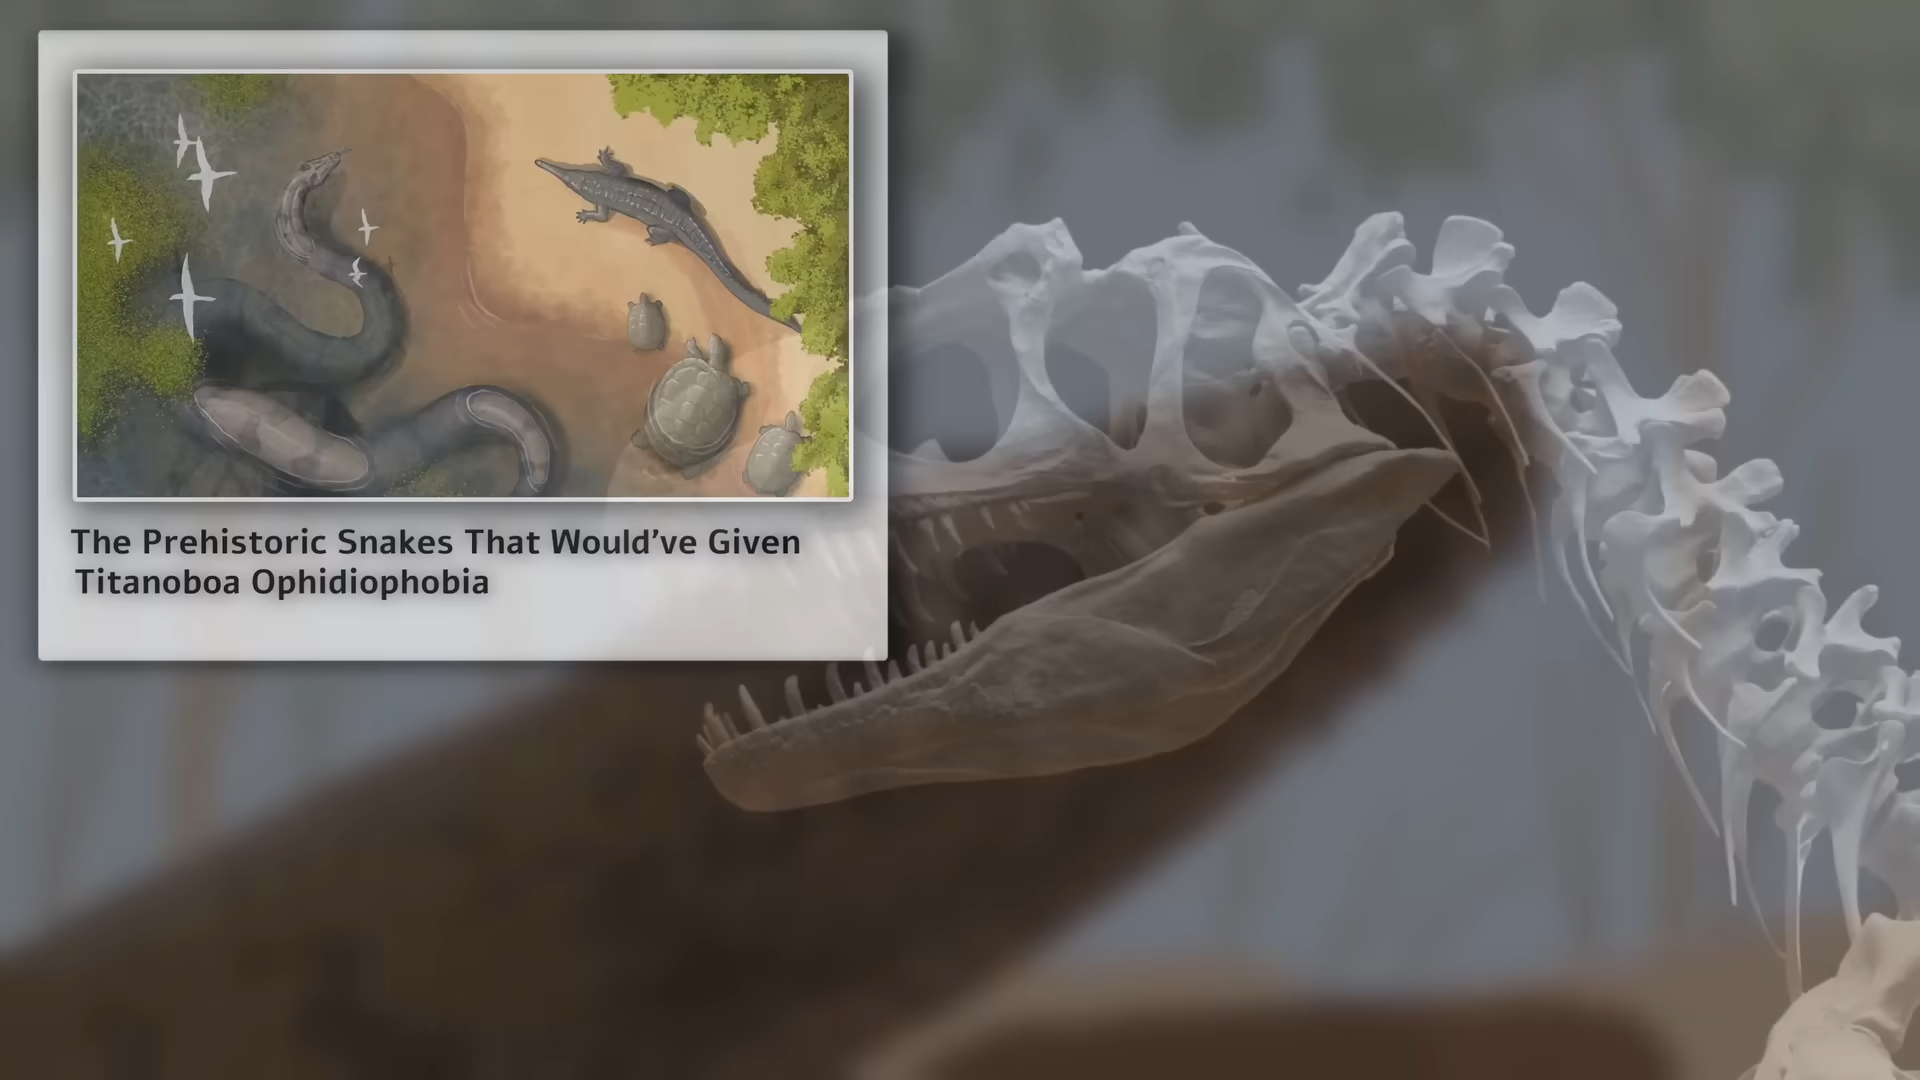 The Prehistoric Snakes That Would’ve Given
Titanoboa Ophidiophobia